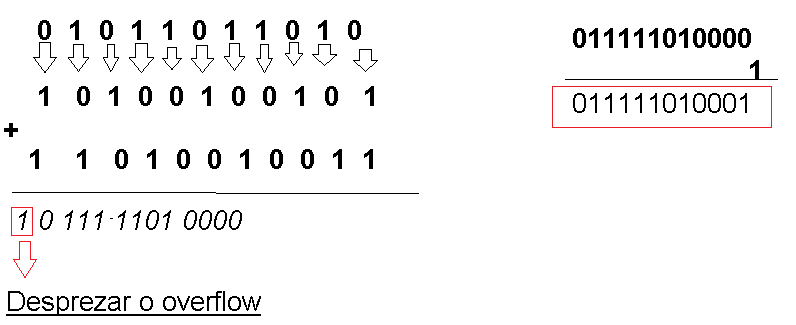 0 1 0 1 1 0 1 1 0 1 0
1 0 1 0 0 1 0 0 1 0 1
+
1 1 0 1 0 0 1 0 0 1 1
1 0 111 1101 0000
Desprezar o overflow
011111010000
1
011111010001